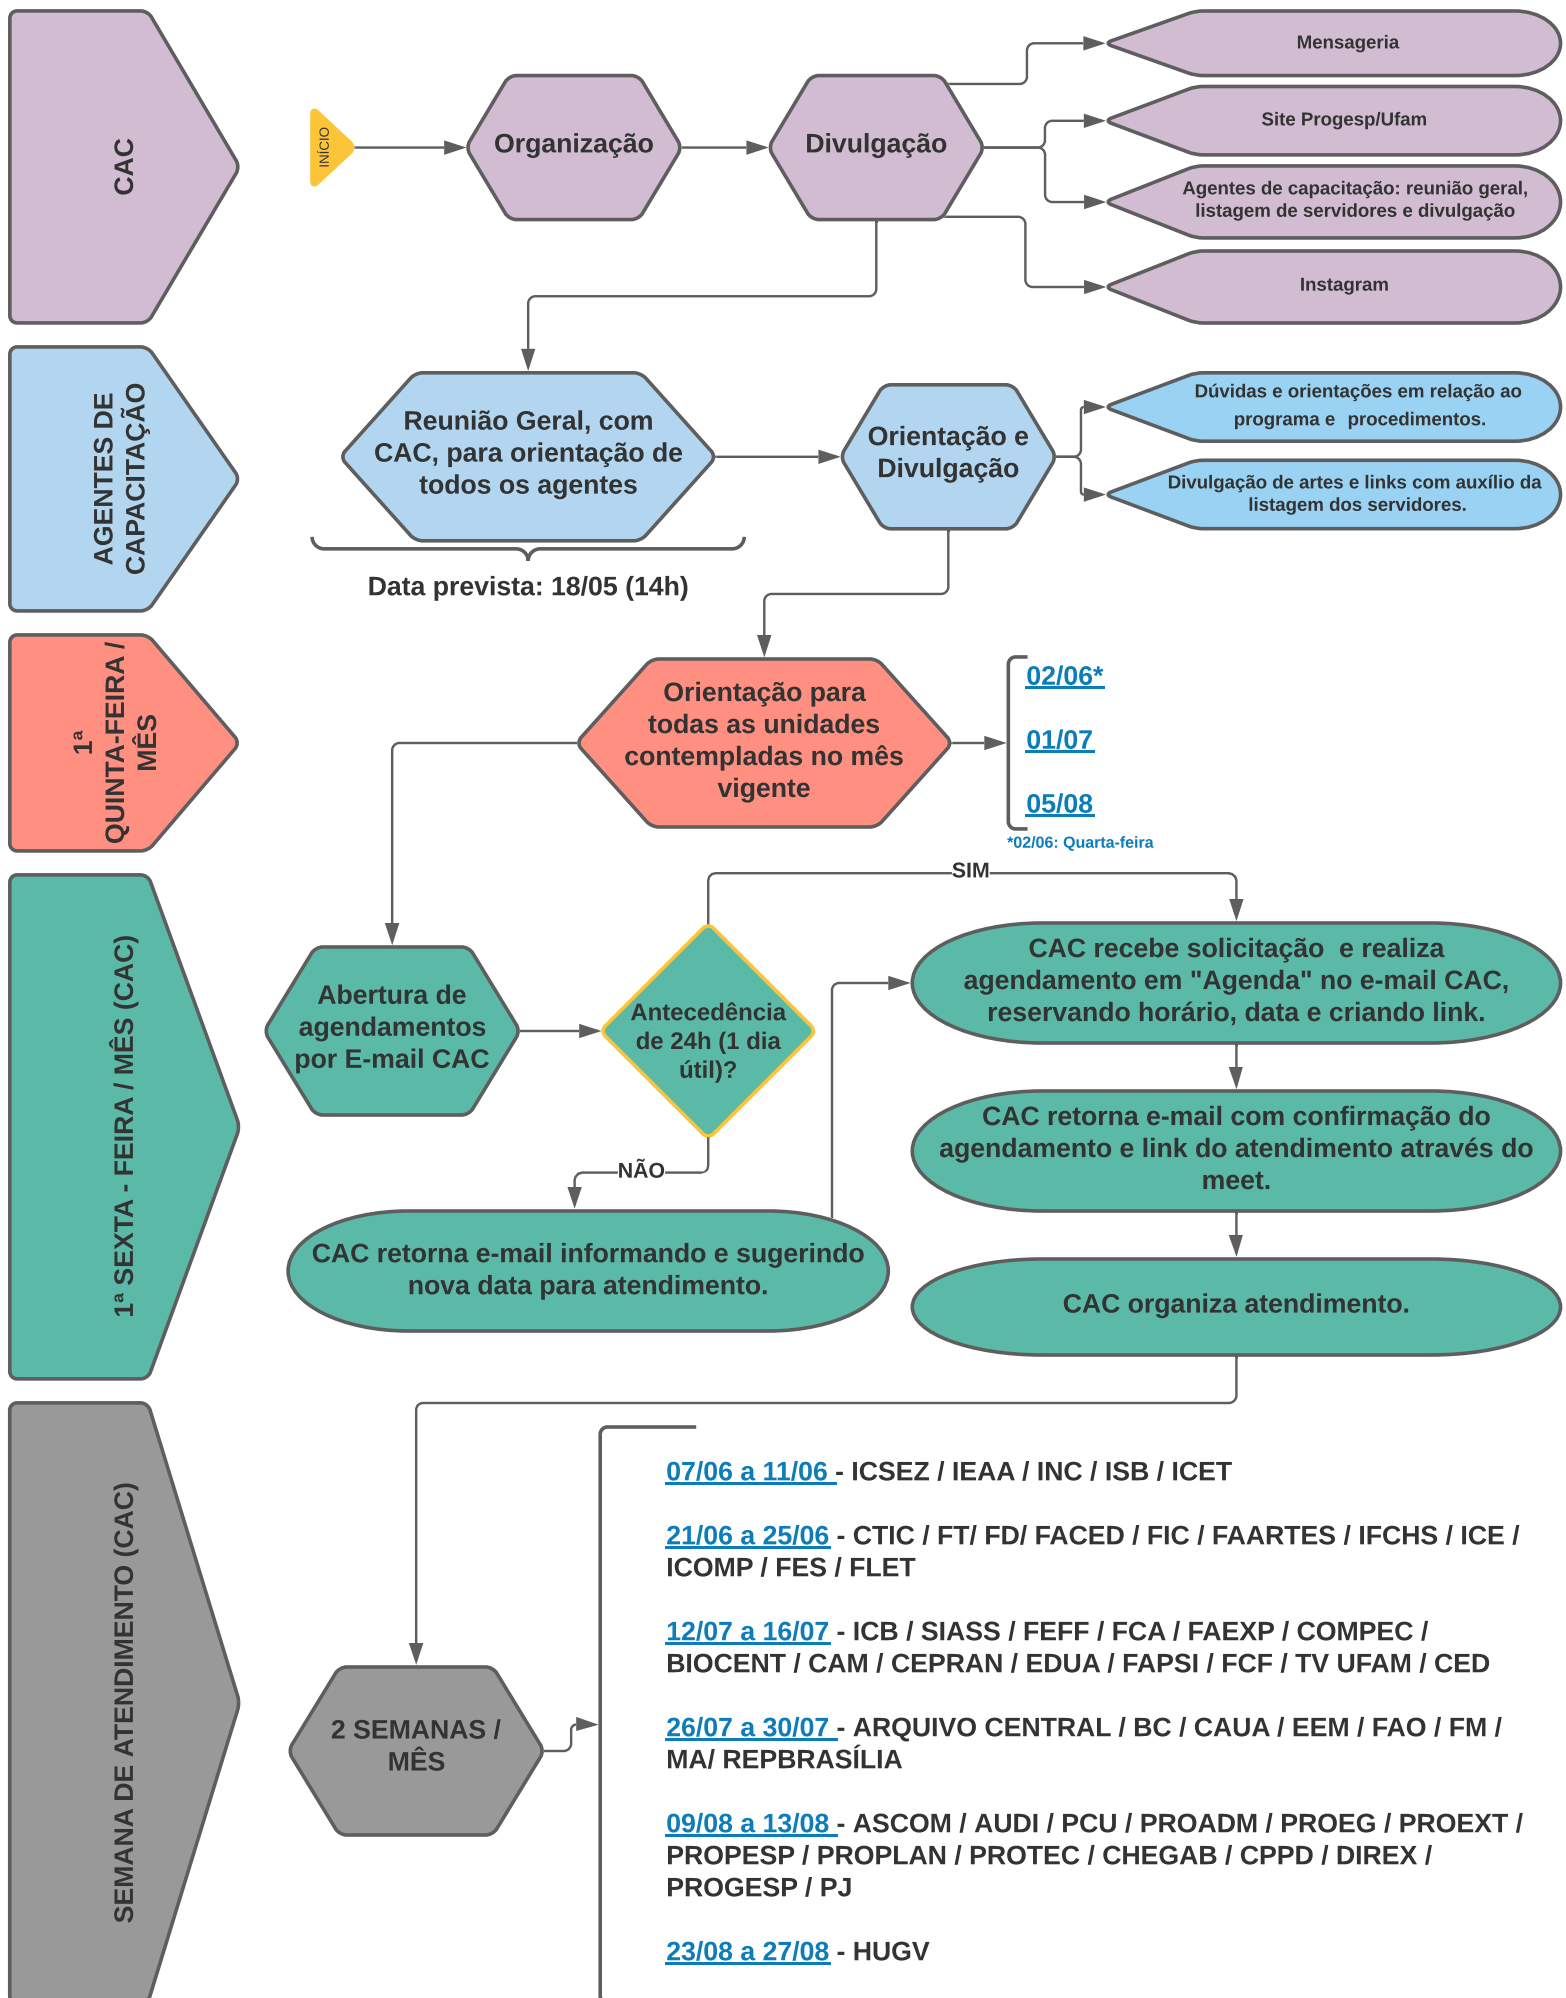 CAC
INÍCIO
Organização
Divulgação
Mensageria
Site Progesp/Ufam
Agentes de capacitação: reunião geral,
listagem de servidores e divulgação
Instagram
AGENTES DE
CAPACITAÇÃO
Reunião Geral, com
CAC, para orientação de
todos os agentes
Data prevista: 18/05 (14h)
Orientação e
Divulgação
Dúvidas e orientações em relação ao
programa e procedimentos.
Divulgação de artes e links com auxílio da
listagem dos servidores.
1ª
QUINTA-FEIRA /
MÊS
Orientação para
todas as unidades
contempladas no mês
vigente
02/06*
01/07
05/08
*02/06: Quarta-feira
1ª SEXTA - FEIRA / MÊS (CAC)
Abertura de
agendamentos
por E-mail CAC
Antecedência
de 24h (1 dia
útil)?
SIM
NÃO
CAC retorna e-mail informando e sugerindo
nova data para atendimento.
CAC recebe solicitação e realiza
agendamento em "Agenda" no e-mail CAC,
reservando horário, data e criando link.
CAC retorna e-mail com confirmação do
agendamento e link do atendimento através do
meet.
CAC organiza atendimento.
SEMANA DE ATENDIMENTO (CAC)
2 SEMANAS /
MÊS
07/06 a 11/06 - ICSEZ / IEAA / INC / ISB / ICET
21/06 a 25/06 - CTIC / FT/ FD/ FACED / FIC / FAARTES / IFCHS / ICE /
ICOMP / FES / FLET
12/07 a 16/07 - ICB / SIASS / FEFF / FCA / FAEXP / COMPEC /
BIOCENT / CAM / CEPRAN / EDUA / FAPSI / FCF / TV UFAM / CED
26/07 a 30/07 - ARQUIVO CENTRAL / BC / CAUA / EEM / FAO / FM /
MA/ REPBRASÍLIA
09/08 a 13/08 - ASCOM / AUDI / PCU / PROADM / PROEG / PROEXT /
PROPESP / PROPLAN / PROTEC / CHEGAB / CPPD / DIREX /
PROGESP / PJ
23/08 a 27/08 - HUGV